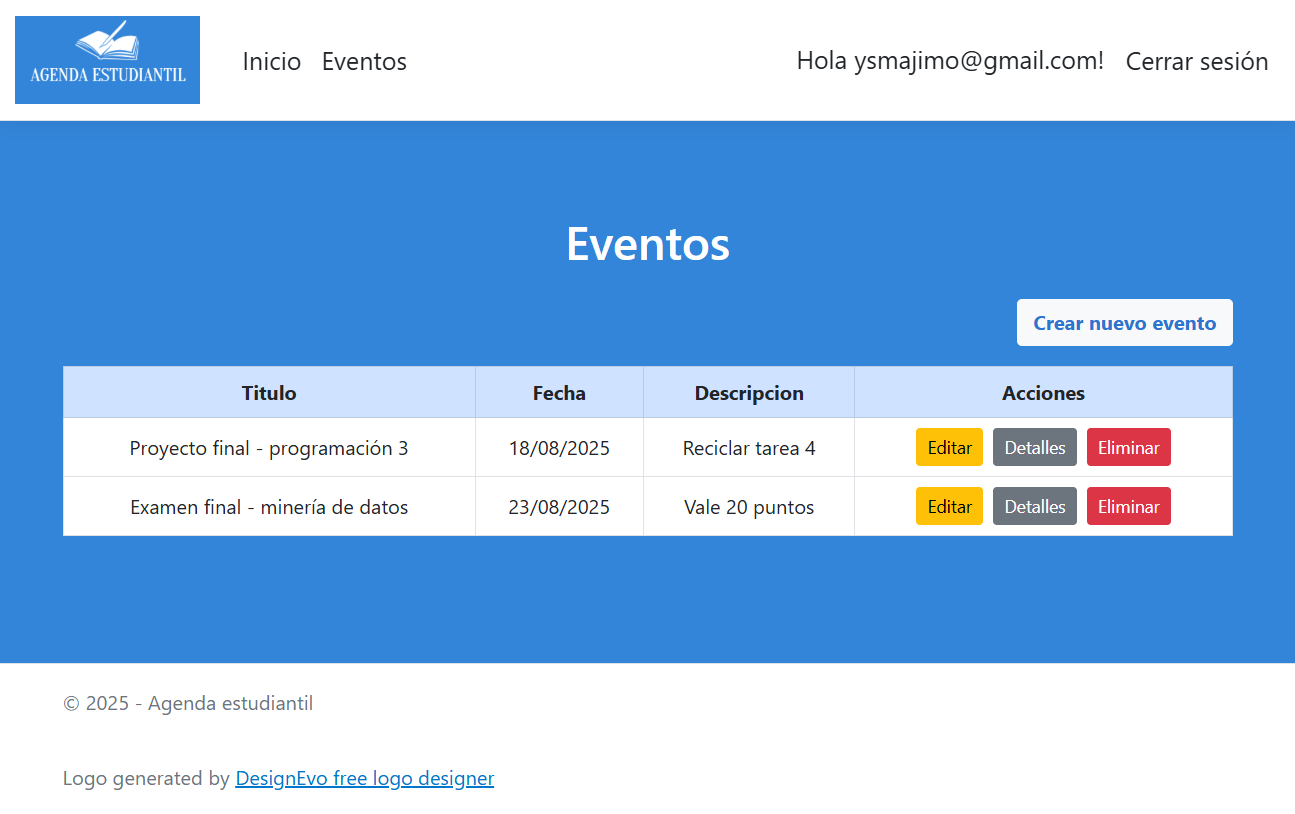 AGENDA ESTUDIANTIL
Inicio Eventos Hola ysmajimo@gmail.com! Cerrar sesión
Eventos
Crear nuevo evento
Titulo Fecha Descripcion Acciones
Proyecto final - programación 3 18/08/2025 Reciclar tarea 4 Editar Detalles Eliminar
Examen final - minería de datos 23/08/2025 Vale 20 puntos Editar Detalles Eliminar
© 2025 - Agenda estudiantil
Logo generated by DesignEvo free logo designer